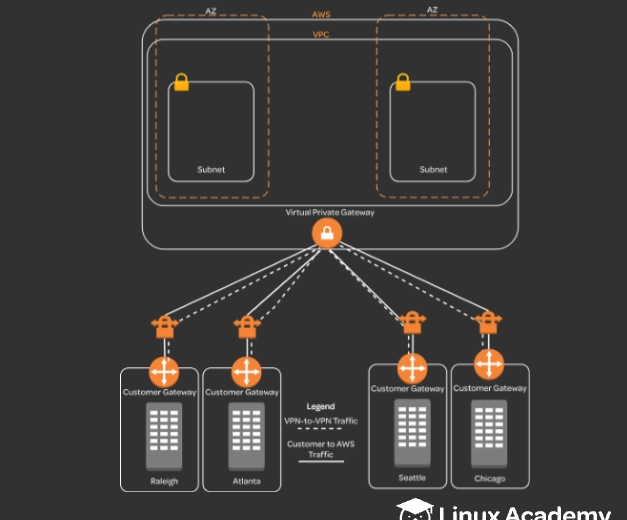 AZ
AWS
AZ
VPC
Subnet
Subnet
Virtual Private Gateway
Customer Gateway
Customer Gateway
Customer Gateway
Customer Gateway
Legend
VPN-to-VPN Traffic
Customer to AWS
Traffic
Raleigh
Atlanta
Seattle
Chicago
Linux Academy